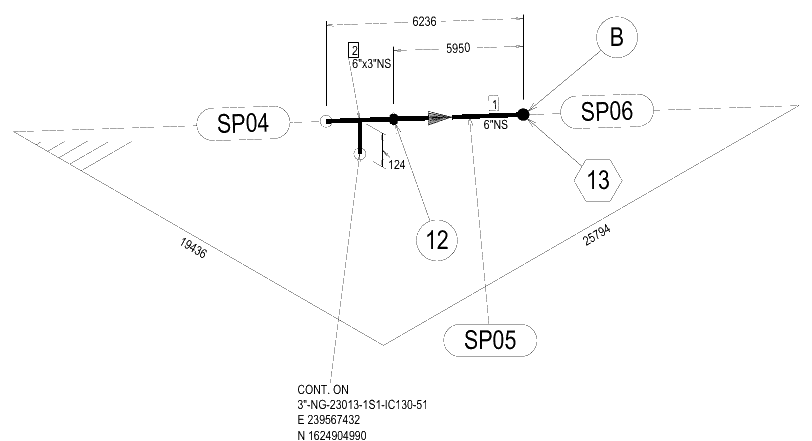 6236
B
2
5950
6"x3"NS
1
SP04
SP06
6"NS
124
13
12
19436
25794
SP05
CONT. ON
3"-NG-23013-1S1-IC130-51
E 239567432
N 1624904990